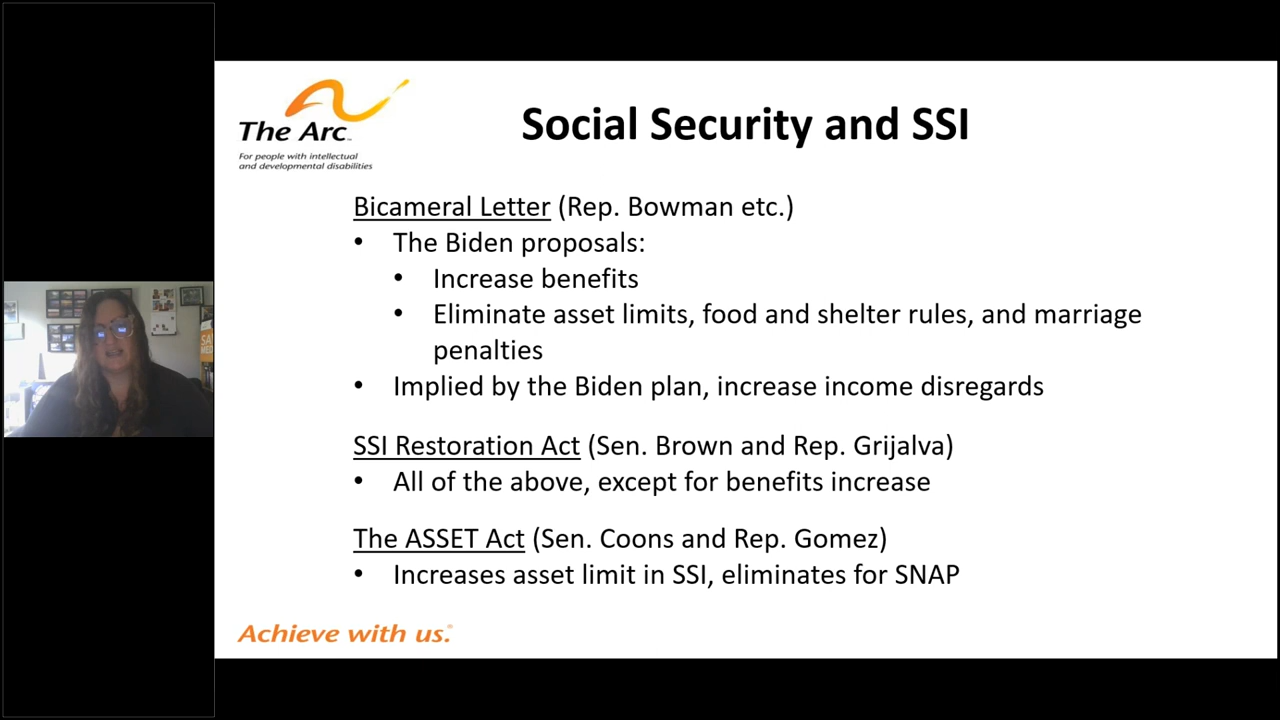 The Arc™
For people with intellectual
and developmental disabilities
Social Security and SSI
Bicameral Letter (Rep. Bowman etc.)
• The Biden proposals:
• Increase benefits
• Eliminate asset limits, food and shelter rules, and marriage
penalties
• Implied by the Biden plan, increase income disregards
SSI Restoration Act (Sen. Brown and Rep. Grijalva)
• All of the above, except for benefits increase
The ASSET Act (Sen. Coons and Rep. Gomez)
• Increases asset limit in SSI, eliminates for SNAP
Achieve with us.®